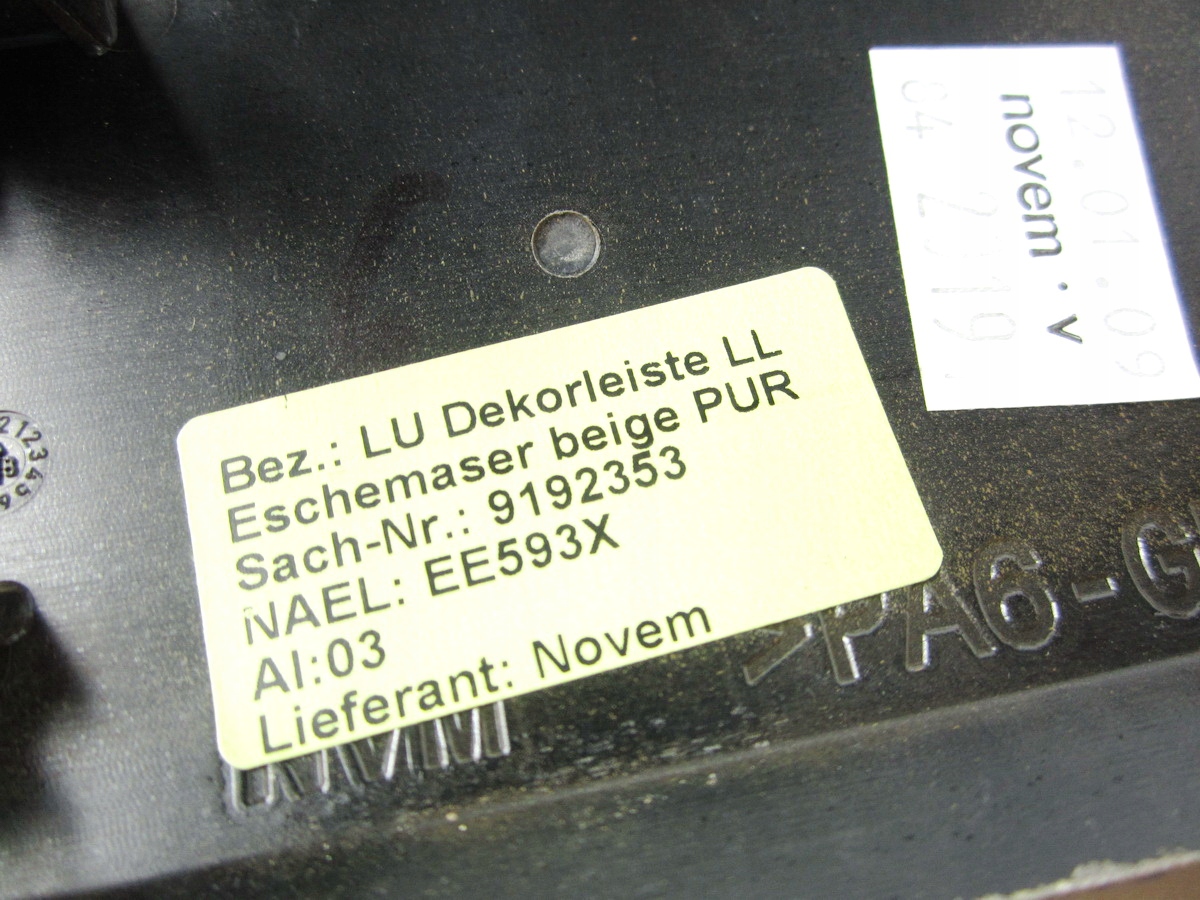 12.01.09
novem · v
Bez.: LU Dekorleiste LL
Eschemaser beige PUR
Sach-Nr.: 9192353
NAEL: EE593X
AI:03
Lieferant: Novem
>PA6-G